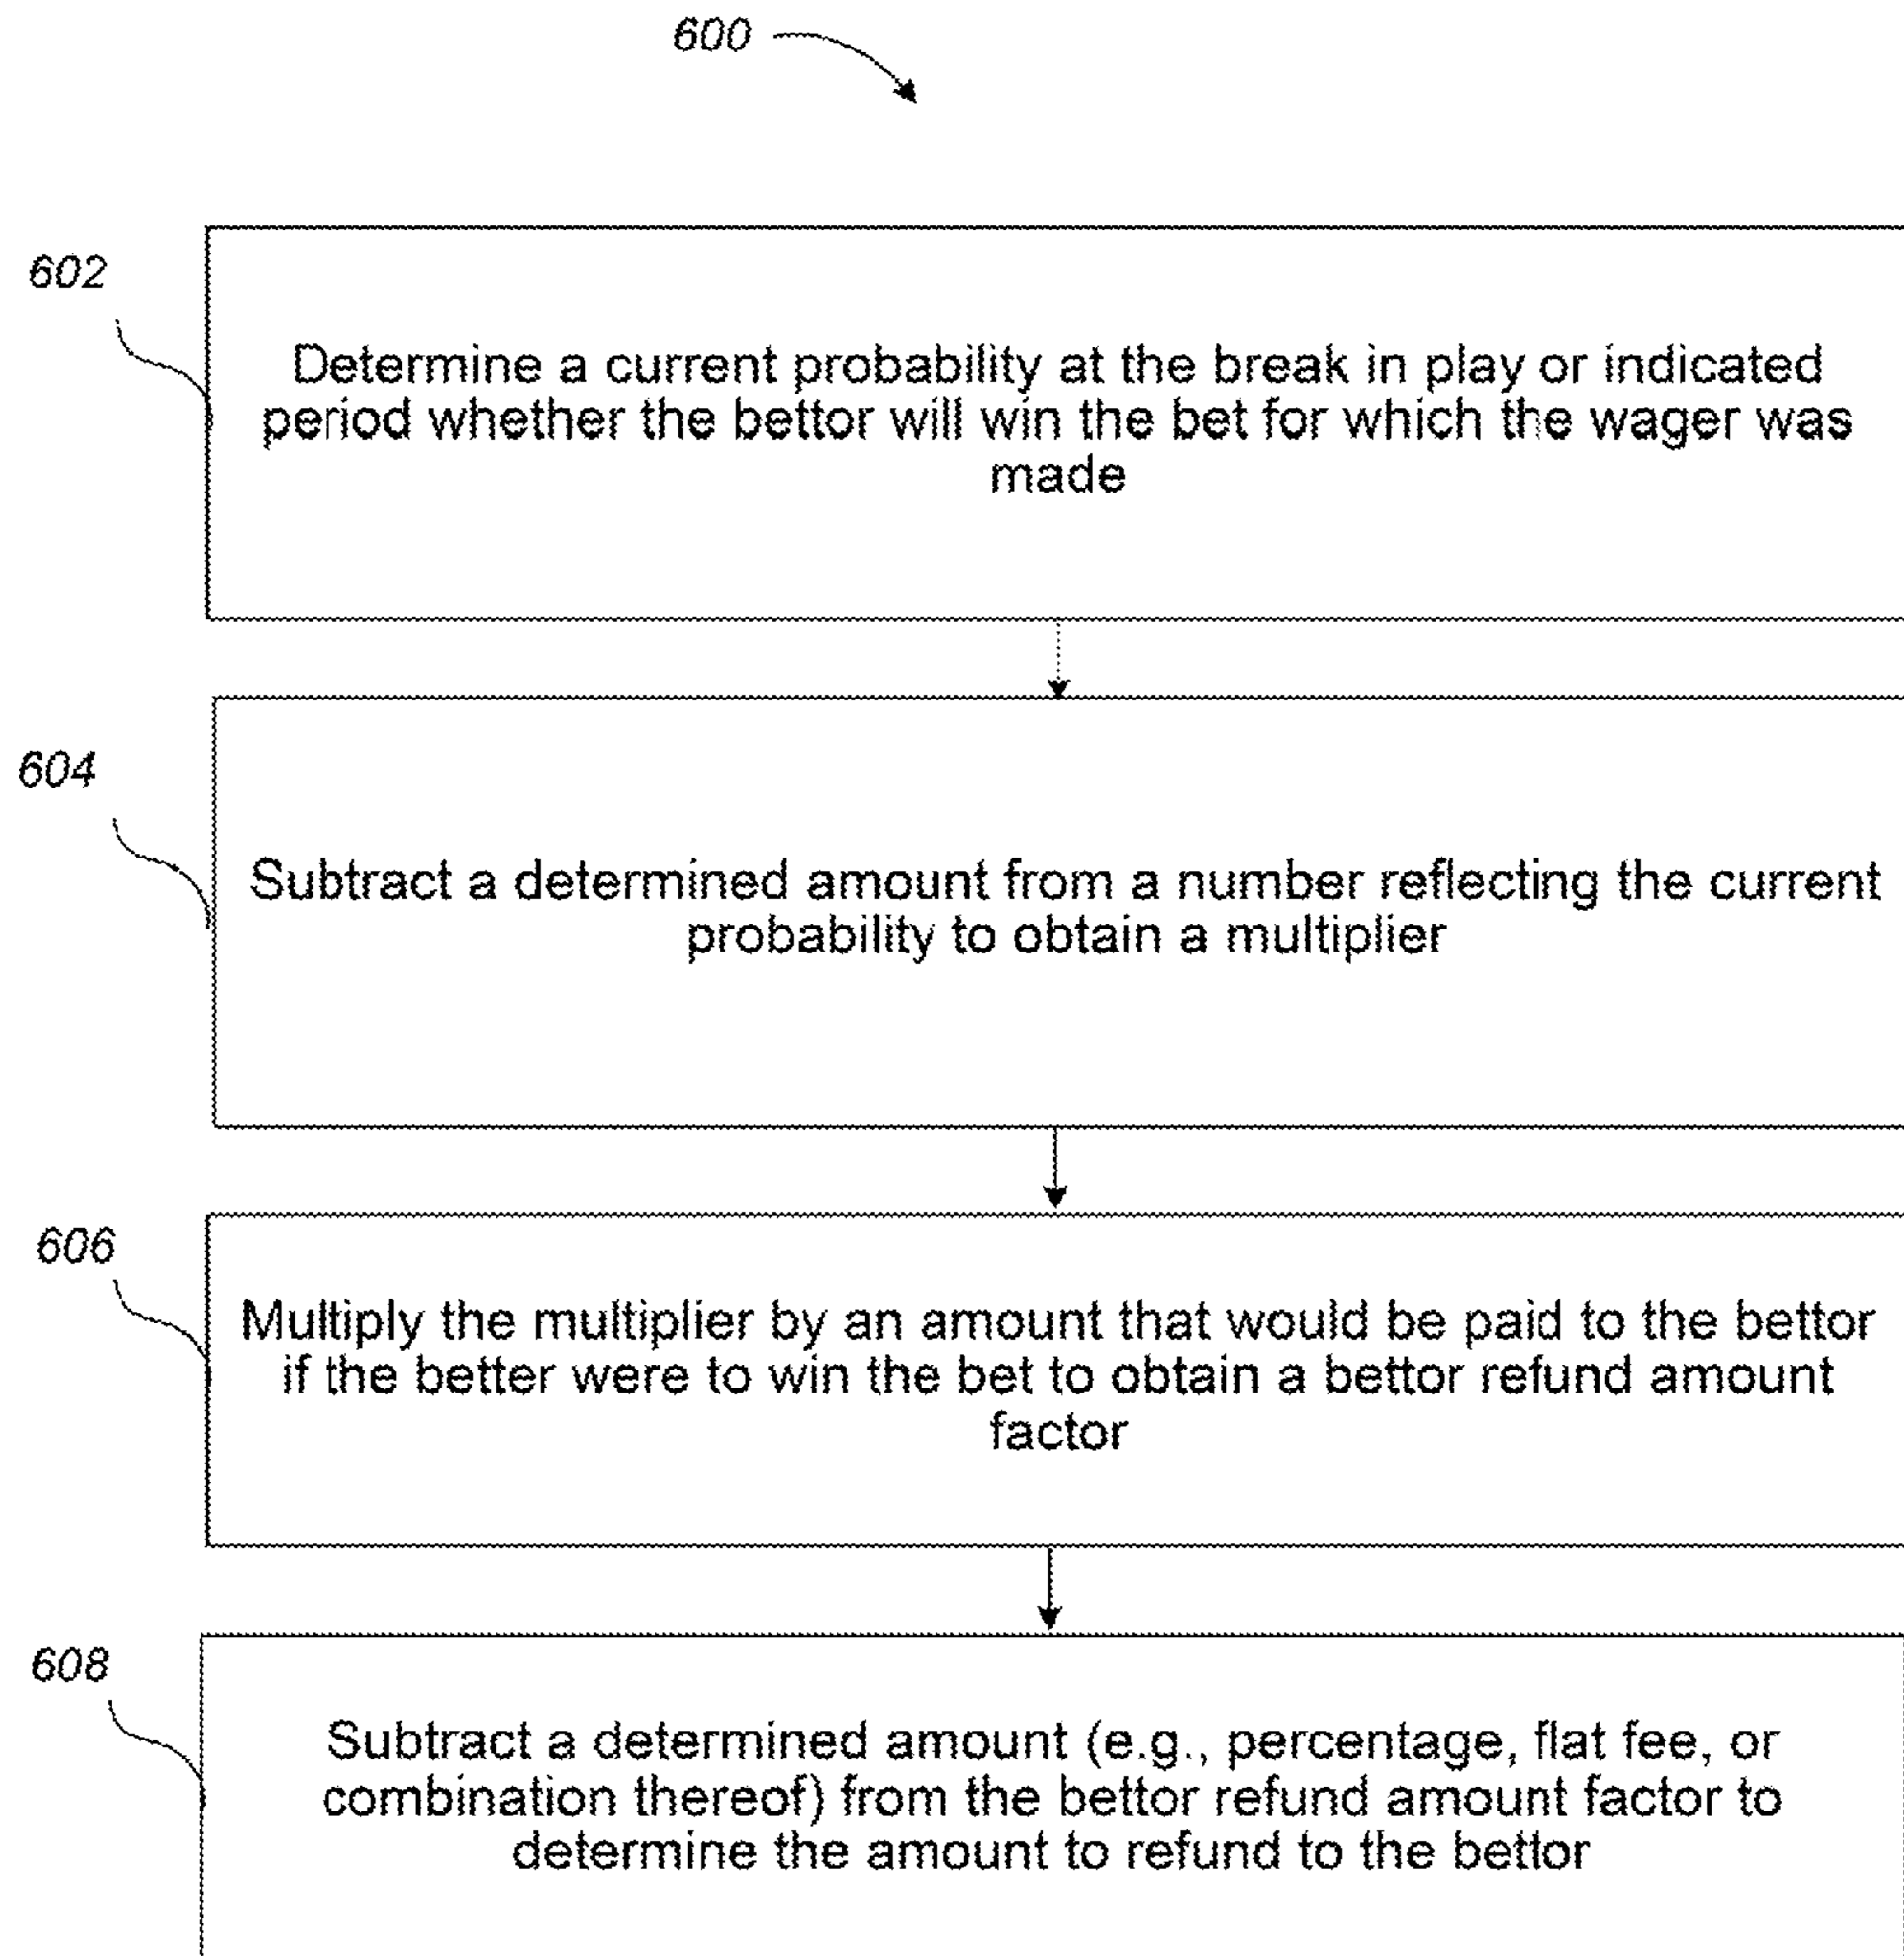 600
602
Determine a current probability at the break in play or indicated
period whether the bettor will win the bet for which the wager was
made
604
Subtract a determined amount from a number reflecting the current
probability to obtain a multiplier
606
Multiply the multiplier by an amount that would be paid to the bettor
if the better were to win the bet to obtain a bettor refund amount
factor
608
Subtract a determined amount (e.g., percentage, flat fee, or
combination thereof) from the bettor refund amount factor to
determine the amount to refund to the bettor